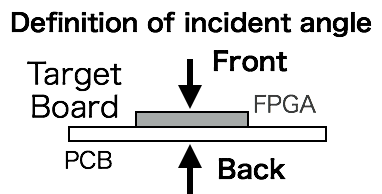 Definition of incident angle
Front
Target
Board
FPGA
PCB
Back